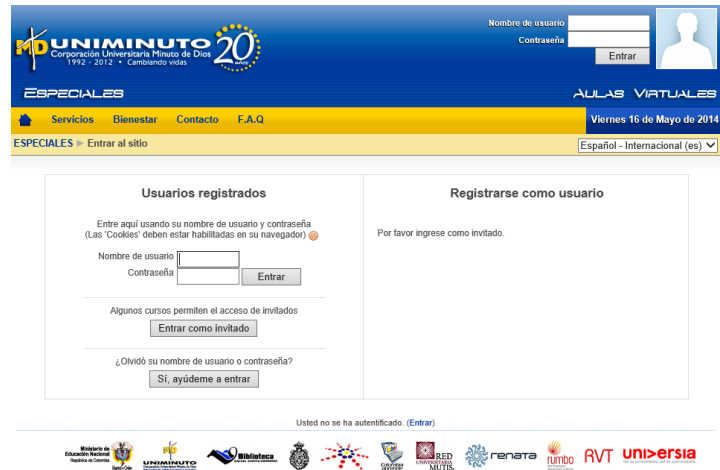 UNIMINUTO
Corporación Universitaria Minuto de Dios
1992 - 2012 • Cambiando vidas
20
años
Nombre de usuario
Contraseña
Entrar
ESPECIALES
AULAS VIRTUALES
Servicios Bienestar Contacto F.A.Q
Viernes 16 de Mayo de 2014
ESPECIALES ► Entrar al sitio
Español - Internacional (es)
Usuarios registrados
Entre aquí usando su nombre de usuario y contraseña
(Las 'Cookies' deben estar habilitadas en su navegador)
Nombre de usuario
Contraseña
Entrar
Algunos cursos permiten el acceso de invitados
Entrar como invitado
¿Olvidó su nombre de usuario o contraseña?
Sí, ayúdeme a entrar
Registrarse como usuario
Por favor ingrese como invitado.
Usted no se ha autentificado. (Entrar)
Ministerio de
Educación Nacional
República de Colombia
UNIMINUTO
Biblioteca
Colombia
RED
UNIVERSITARIA
MUTIS.
renata
rumbo
RVT
universia